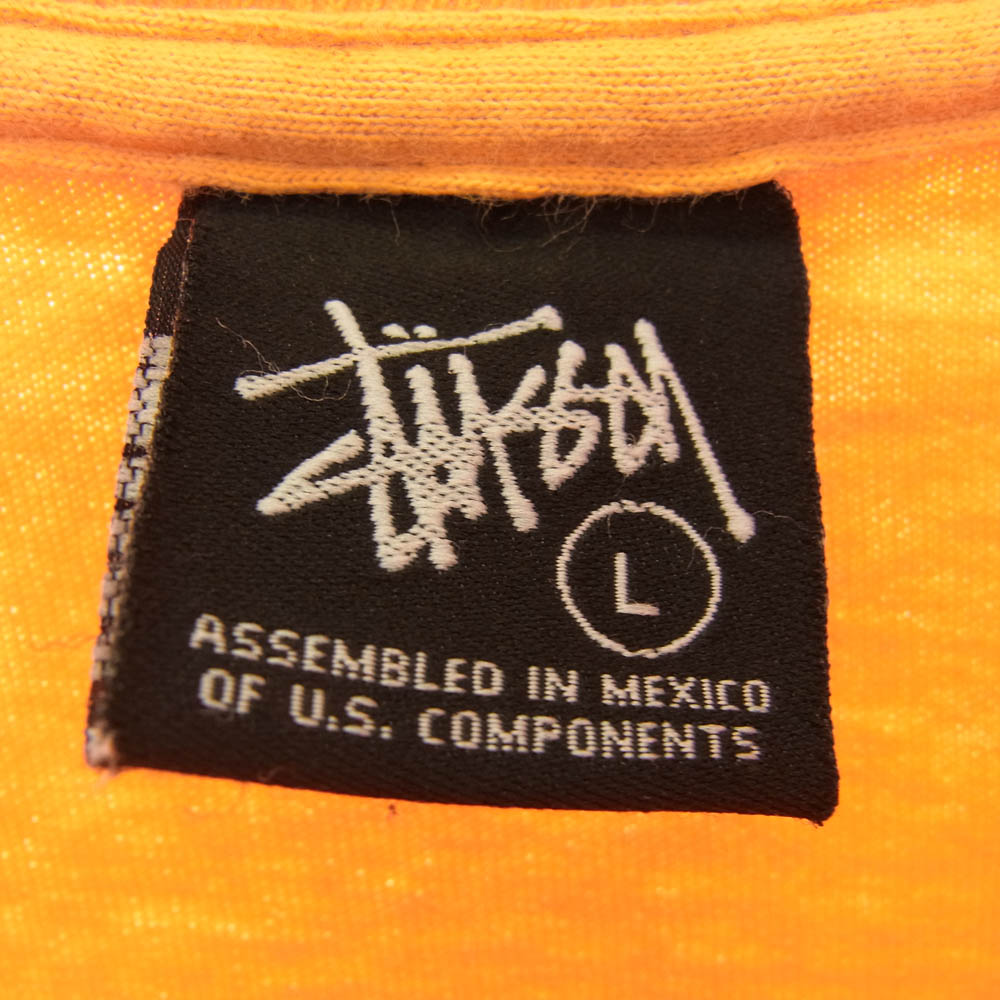 Stüssy
L
ASSEMBLED IN MEXICO
OF U.S. COMPONENTS